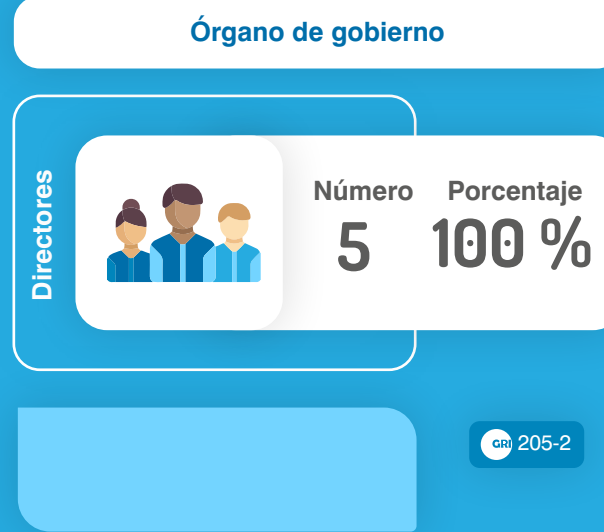 Órgano de gobierno
Directores
Número Porcentaje
5 100 %
GRI 205-2